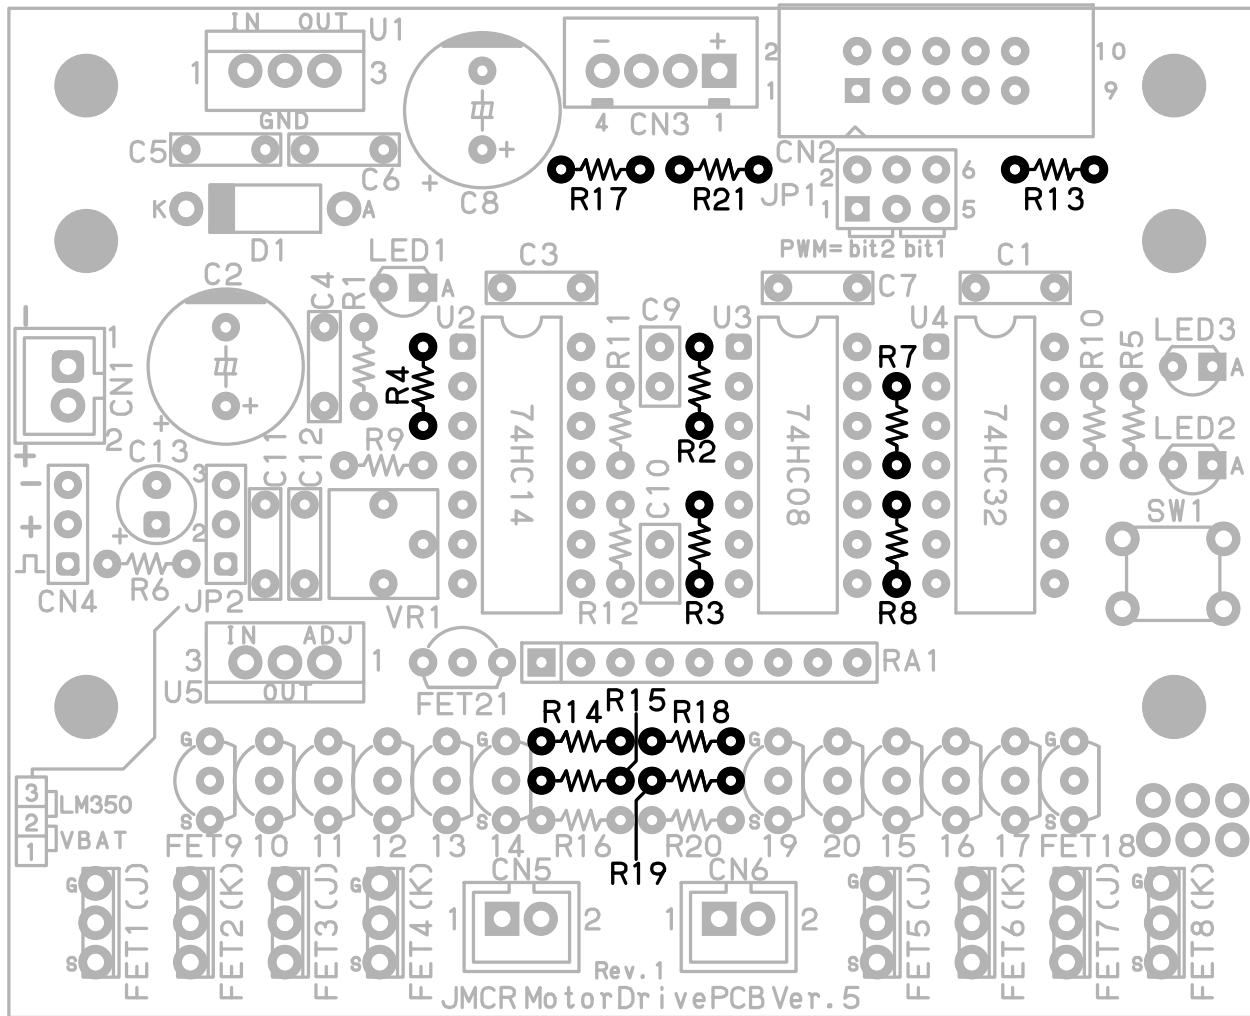 IN OUT U1
1 3
GND
C5 C6
K A
D1
+ C8
+
- +
4 CN3 1
2 10
1 9
CN2
R17 R21 JP1 2 6 R13
1 5
PWM= bit2 bit1
LED1
A
C2 C4 R1
+
+
C3 C9 C7 C1
U2 R11 U3 U4
R4 R2 R7 R10 R5 LED3
A
LED2
A
- 1
CN1
+ 2
C13
+
-
+
CN4
3
2
C11 C12 R9
R6 JP2
VR1
74HC14 74HC08 74HC32
C10
R12 R3 R8
SW1
IN ADJ
3 1
U5 OUT
FET21
RA1
R14 R15 R18
G G G
S S S
3 LM350
2 VBAT
1
FET9 10 11 12 13 14 R16 R20 19 20 15 16 17 FET18
R19
CN5 CN6
1 2 1 2
G G G G
S S S S
FET1(J) FET2(K) FET3(J) FET4(K) FET5(J) FET6(K) FET7(J) FET8(K)
Rev.1
JMCR MotorDrivePCB Ver.5